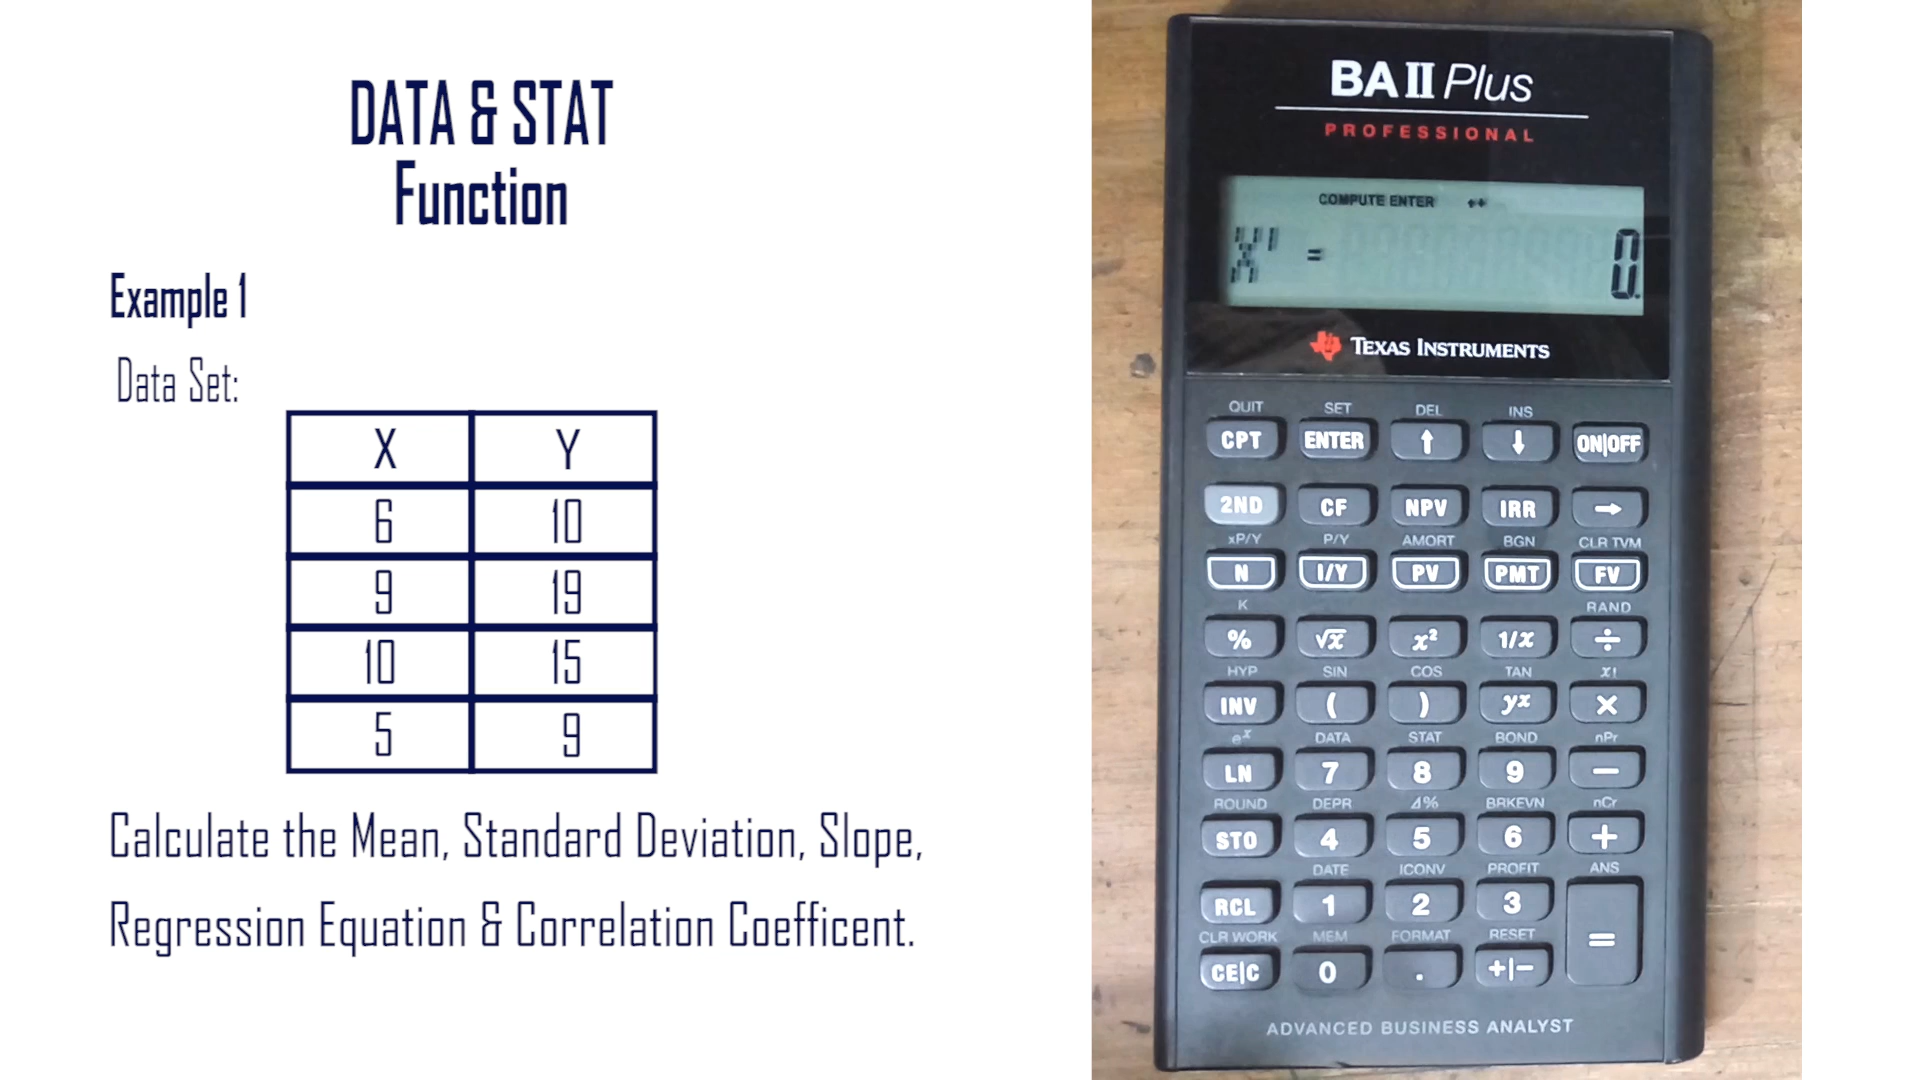 DATA & STAT
Function
Example 1
Data Set:
X Y
6 10
9 19
10 15
5 9
Calculate the Mean, Standard Deviation, Slope,
Regression Equation & Correlation Coefficent.
BA II Plus
PROFESSIONAL
COMPUTE ENTER ↑↓
X' = 0.
TEXAS INSTRUMENTS
QUIT SET DEL INS
CPT ENTER ↑ ↓ ON|OFF
2ND CF NPV IRR →
xP/Y P/Y AMORT BGN CLR TVM
N I/Y PV PMT FV
K RAND
% √x x² 1/x ÷
HYP SIN COS TAN x!
INV ( ) yˣ ×
eˣ DATA STAT BOND nPr
LN 7 8 9 −
ROUND DEPR Δ% BRKEVN nCr
STO 4 5 6 +
DATE ICONV PROFIT ANS
RCL 1 2 3
CLR WORK MEM FORMAT RESET
CE|C 0 . +|− =
ADVANCED BUSINESS ANALYST